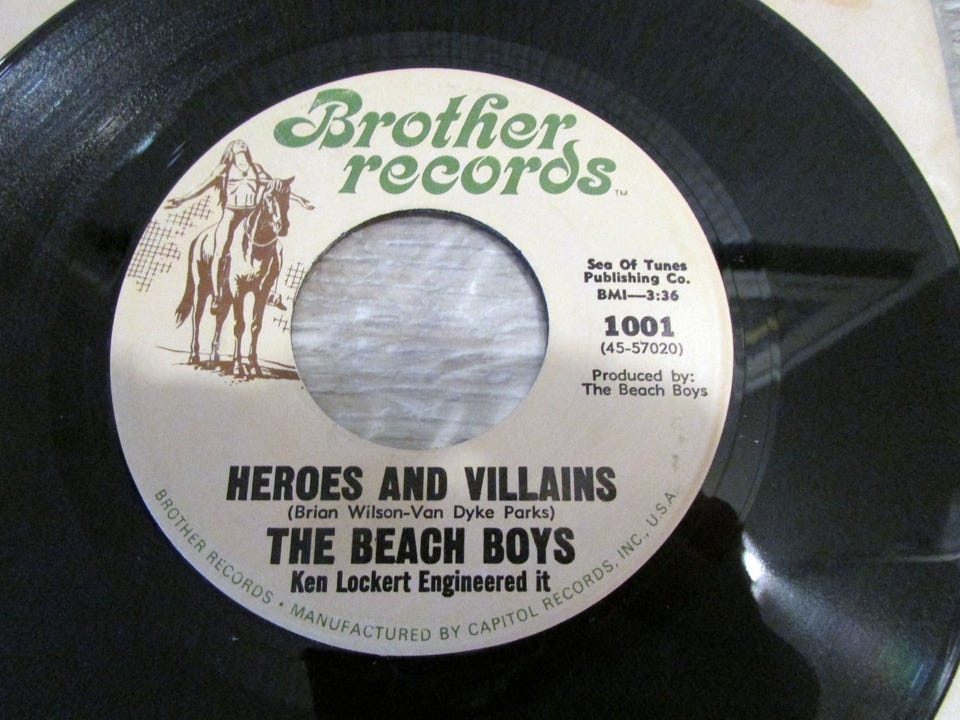 Brother
records™
Sea Of Tunes
Publishing Co.
BMI—3:36
1001
(45-57020)
Produced by:
The Beach Boys
HEROES AND VILLAINS
(Brian Wilson-Van Dyke Parks)
THE BEACH BOYS
Ken Lockert Engineered it
BROTHER RECORDS • MANUFACTURED BY CAPITOL RECORDS, INC., U.S.A.